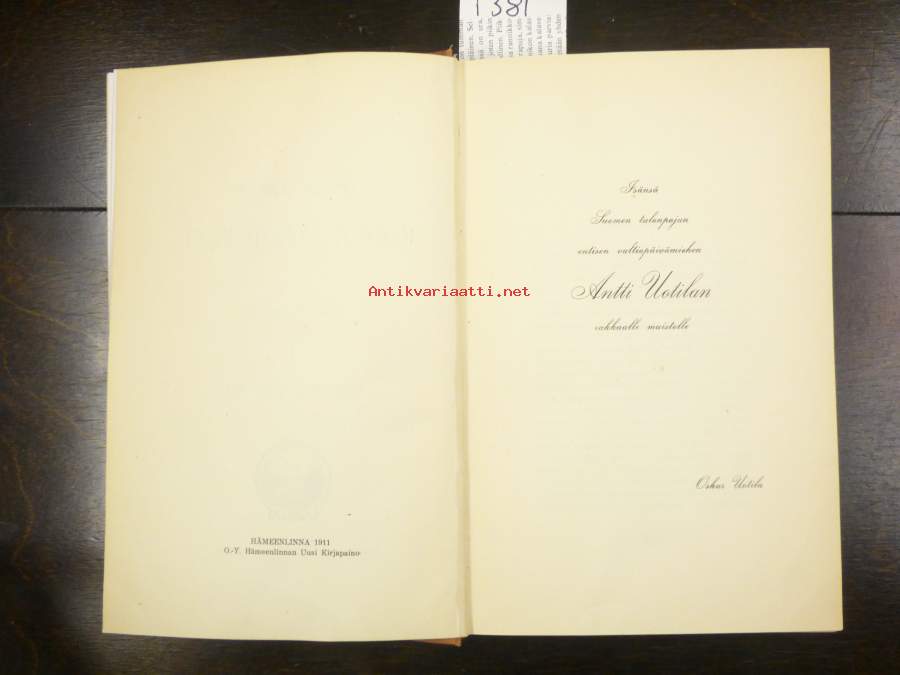 1381
Antikvariaatti.net
HÄMEENLINNA 1911
O.-Y. Hämeenlinnan Uusi Kirjapaino
Isänsä
Suomen talonpojan
entisen valtiopäivämiehen
Antti Uotilan
rakkaalle muistolle
Oskar Uotila